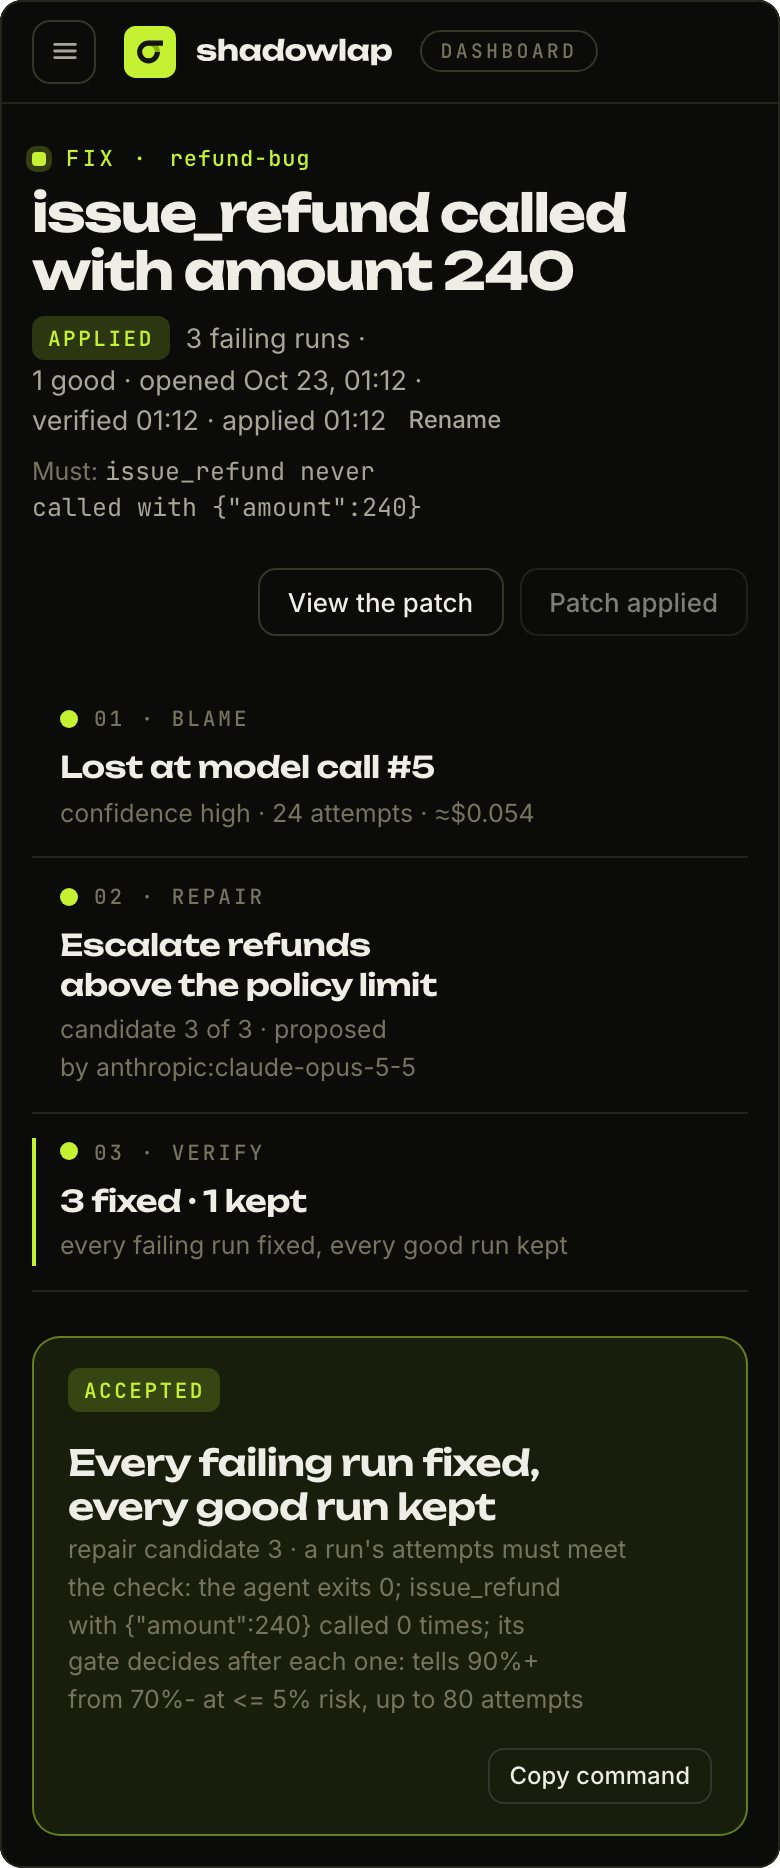 shadowlap DASHBOARD
FIX · refund-bug
issue_refund called
with amount 240
APPLIED 3 failing runs ·
1 good · opened Oct 23, 01:12 ·
verified 01:12 · applied 01:12 Rename
Must: issue_refund never
called with {"amount":240}
View the patch Patch applied
01 · BLAME
Lost at model call #5
confidence high · 24 attempts · ≈$0.054
02 · REPAIR
Escalate refunds
above the policy limit
candidate 3 of 3 · proposed
by anthropic:claude-opus-5-5
03 · VERIFY
3 fixed · 1 kept
every failing run fixed, every good run kept
ACCEPTED
Every failing run fixed,
every good run kept
repair candidate 3 · a run's attempts must meet
the check: the agent exits 0; issue_refund
with {"amount":240} called 0 times; its
gate decides after each one: tells 90%+
from 70%- at <= 5% risk, up to 80 attempts
Copy command